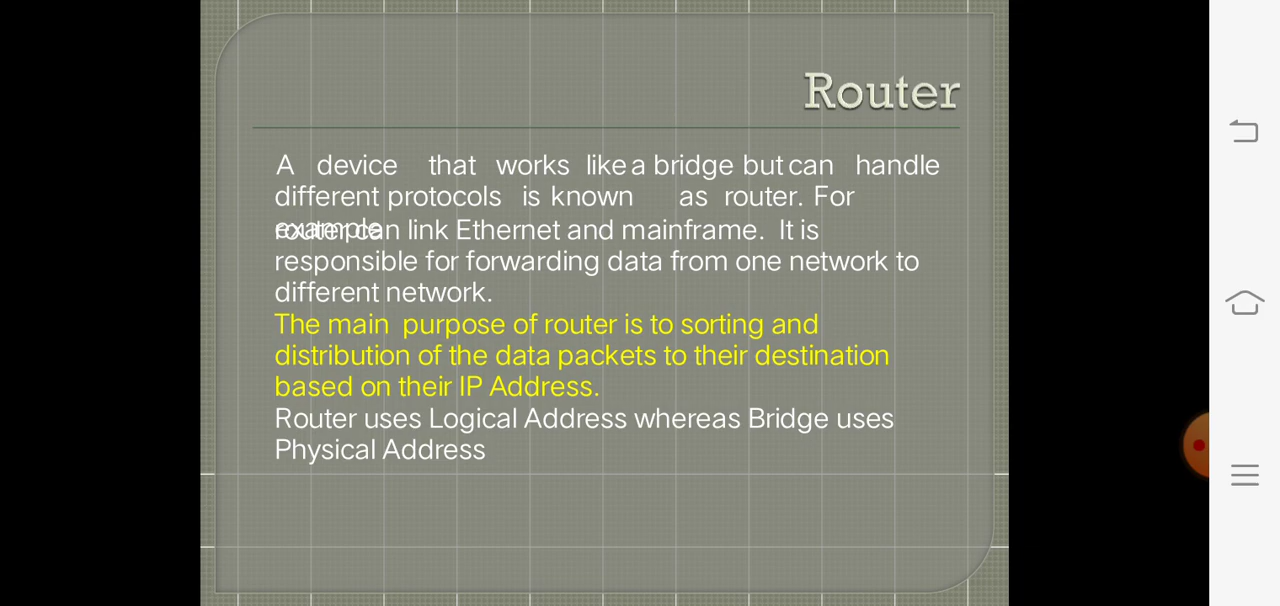 Router
A device that works like a bridge but can handle
different protocols is known as router. For
example
router can link Ethernet and mainframe. It is
responsible for forwarding data from one network to
different network.
The main purpose of router is to sorting and
distribution of the data packets to their destination
based on their IP Address.
Router uses Logical Address whereas Bridge uses
Physical Address